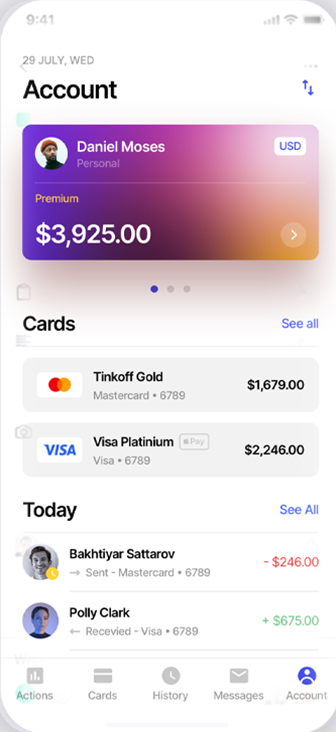 9:41
29 JULY, WED
Account
Daniel Moses
USD
Personal
Premium
$3,925.00
Cards
See all
Tinkoff Gold
Mastercard • 6789
$1,679.00
VISA
Visa Platinium
Pay
Visa • 6789
$2,246.00
Today
See All
Bakhtiyar Sattarov
Sent - Mastercard • 6789
- $246.00
Polly Clark
Recevied - Visa • 6789
+ $675.00
Actions
Cards
History
Messages
Account